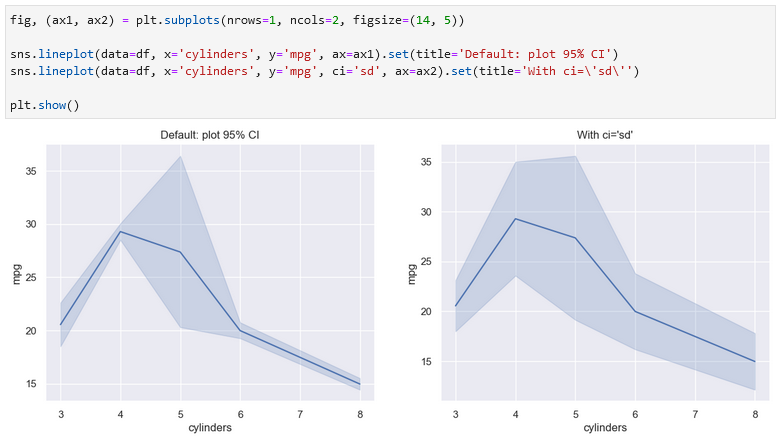 fig, (ax1, ax2) = plt.subplots(nrows=1, ncols=2, figsize=(14, 5))
sns.lineplot(data=df, x='cylinders', y='mpg', ax=ax1).set(title='Default: plot 95% CI')
sns.lineplot(data=df, x='cylinders', y='mpg', ci='sd', ax=ax2).set(title='With ci=\'sd\'')
plt.show()
Default: plot 95% CI
35
30
25
20
15
mpg
3 4 5 6 7 8
cylinders
With ci='sd'
35
30
25
20
15
mpg
3 4 5 6 7 8
cylinders